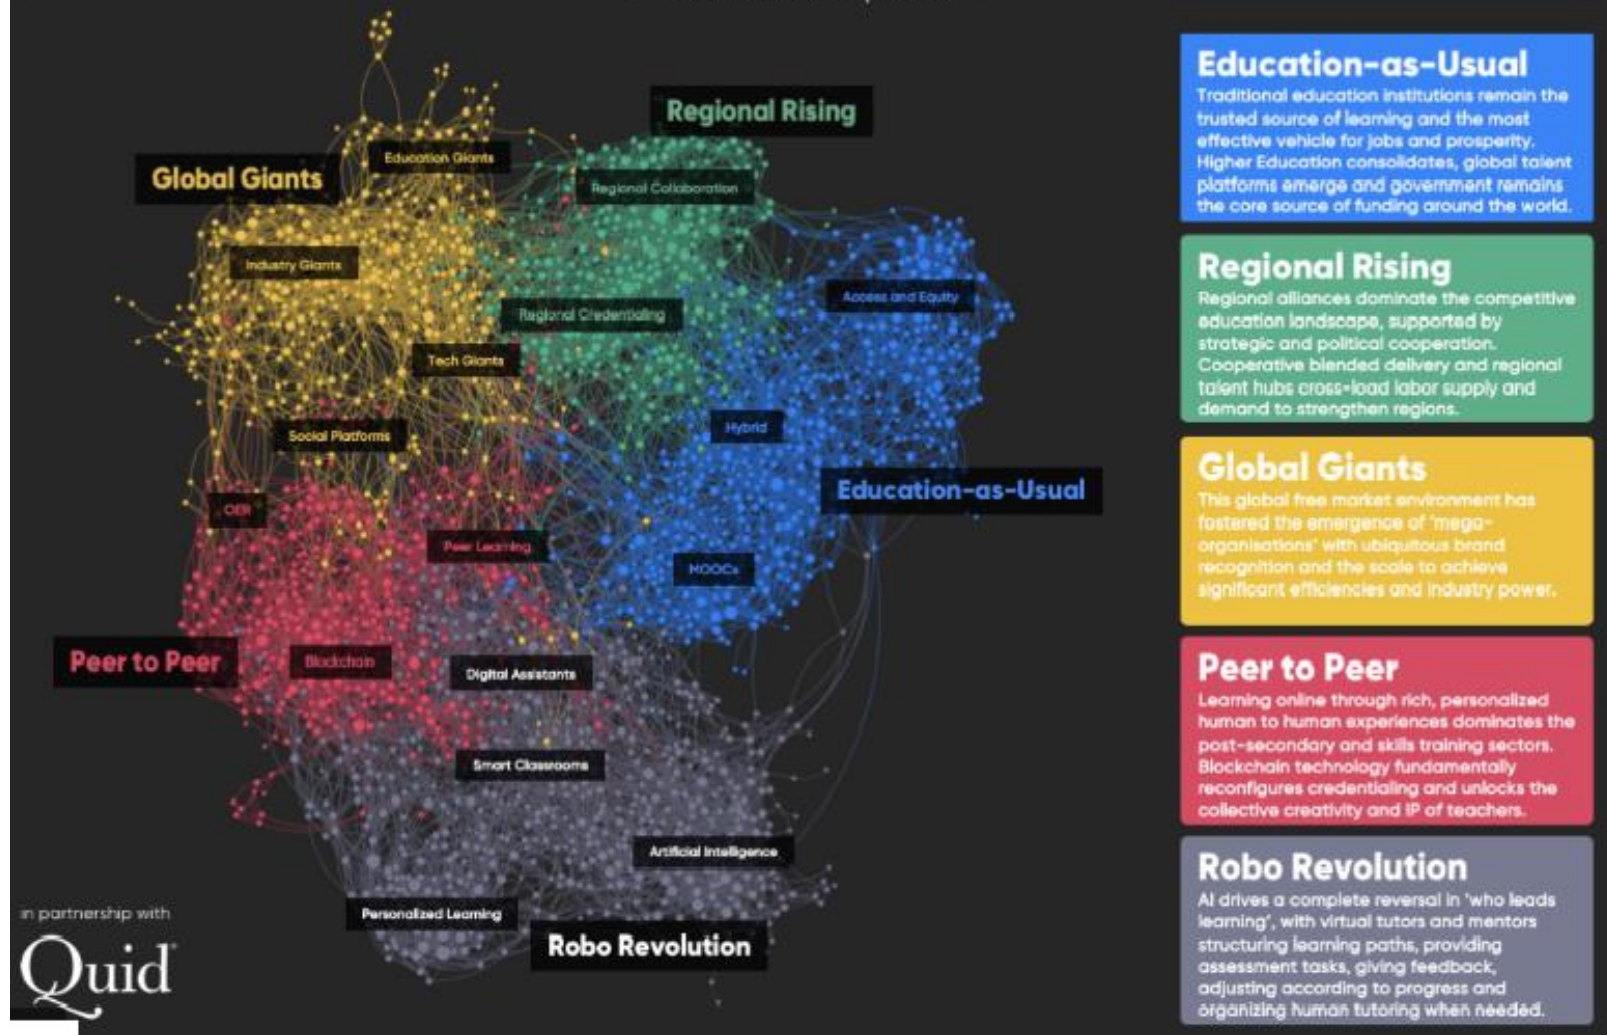 Regional Rising
Education Giants
Global Giants
Regional Collaboration
Industry Giants
Access and Equity
Regional Credentialing
Tech Giants
Social Platforms
Hybrid
Education-as-Usual
OER
Peer Learning
MOOCs
Peer to Peer
Blockchain
Digital Assistants
Smart Classrooms
Artificial Intelligence
Personalized Learning
Robo Revolution
in partnership with
Quid
Education-as-Usual
Traditional education institutions remain the
trusted source of learning and the most
effective vehicle for jobs and prosperity.
Higher Education consolidates, global talent
platforms emerge and government remains
the core source of funding around the world.
Regional Rising
Regional alliances dominate the competitive
education landscape, supported by
strategic and political cooperation.
Cooperative blended delivery and regional
talent hubs cross-load labor supply and
demand to strengthen regions.
Global Giants
This global free market environment has
fostered the emergence of 'mega-
organisations' with ubiquitous brand
recognition and the scale to achieve
significant efficiencies and industry power.
Peer to Peer
Learning online through rich, personalized
human to human experiences dominates the
post-secondary and skills training sectors.
Blockchain technology fundamentally
reconfigures credentialing and unlocks the
collective creativity and IP of teachers.
Robo Revolution
AI drives a complete reversal in 'who leads
learning', with virtual tutors and mentors
structuring learning paths, providing
assessment tasks, giving feedback,
adjusting according to progress and
organizing human tutoring when needed.